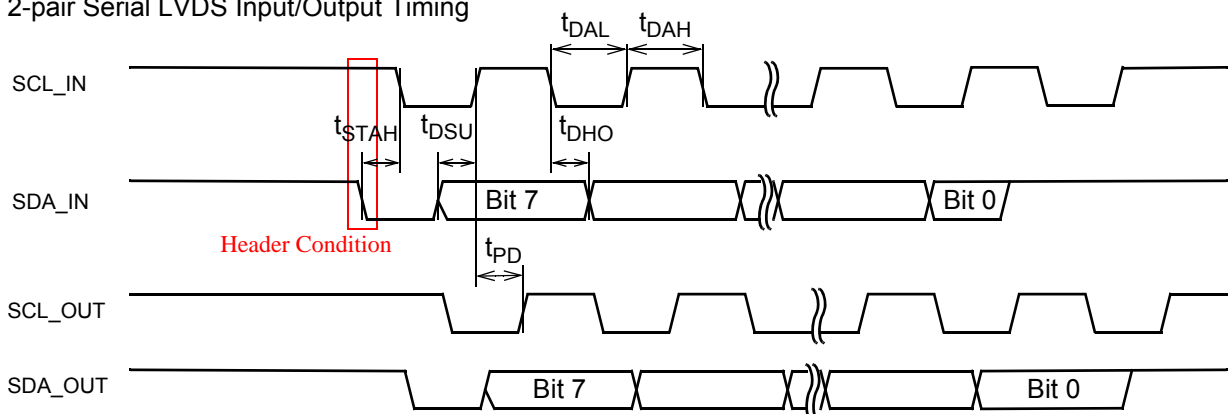 2-pair Serial LVDS Input/Output Timing
tDAL tDAH
SCL_IN
tSTAH tDSU tDHO
SDA_IN Bit 7 Bit 0
Header Condition
tPD
SCL_OUT
SDA_OUT Bit 7 Bit 0